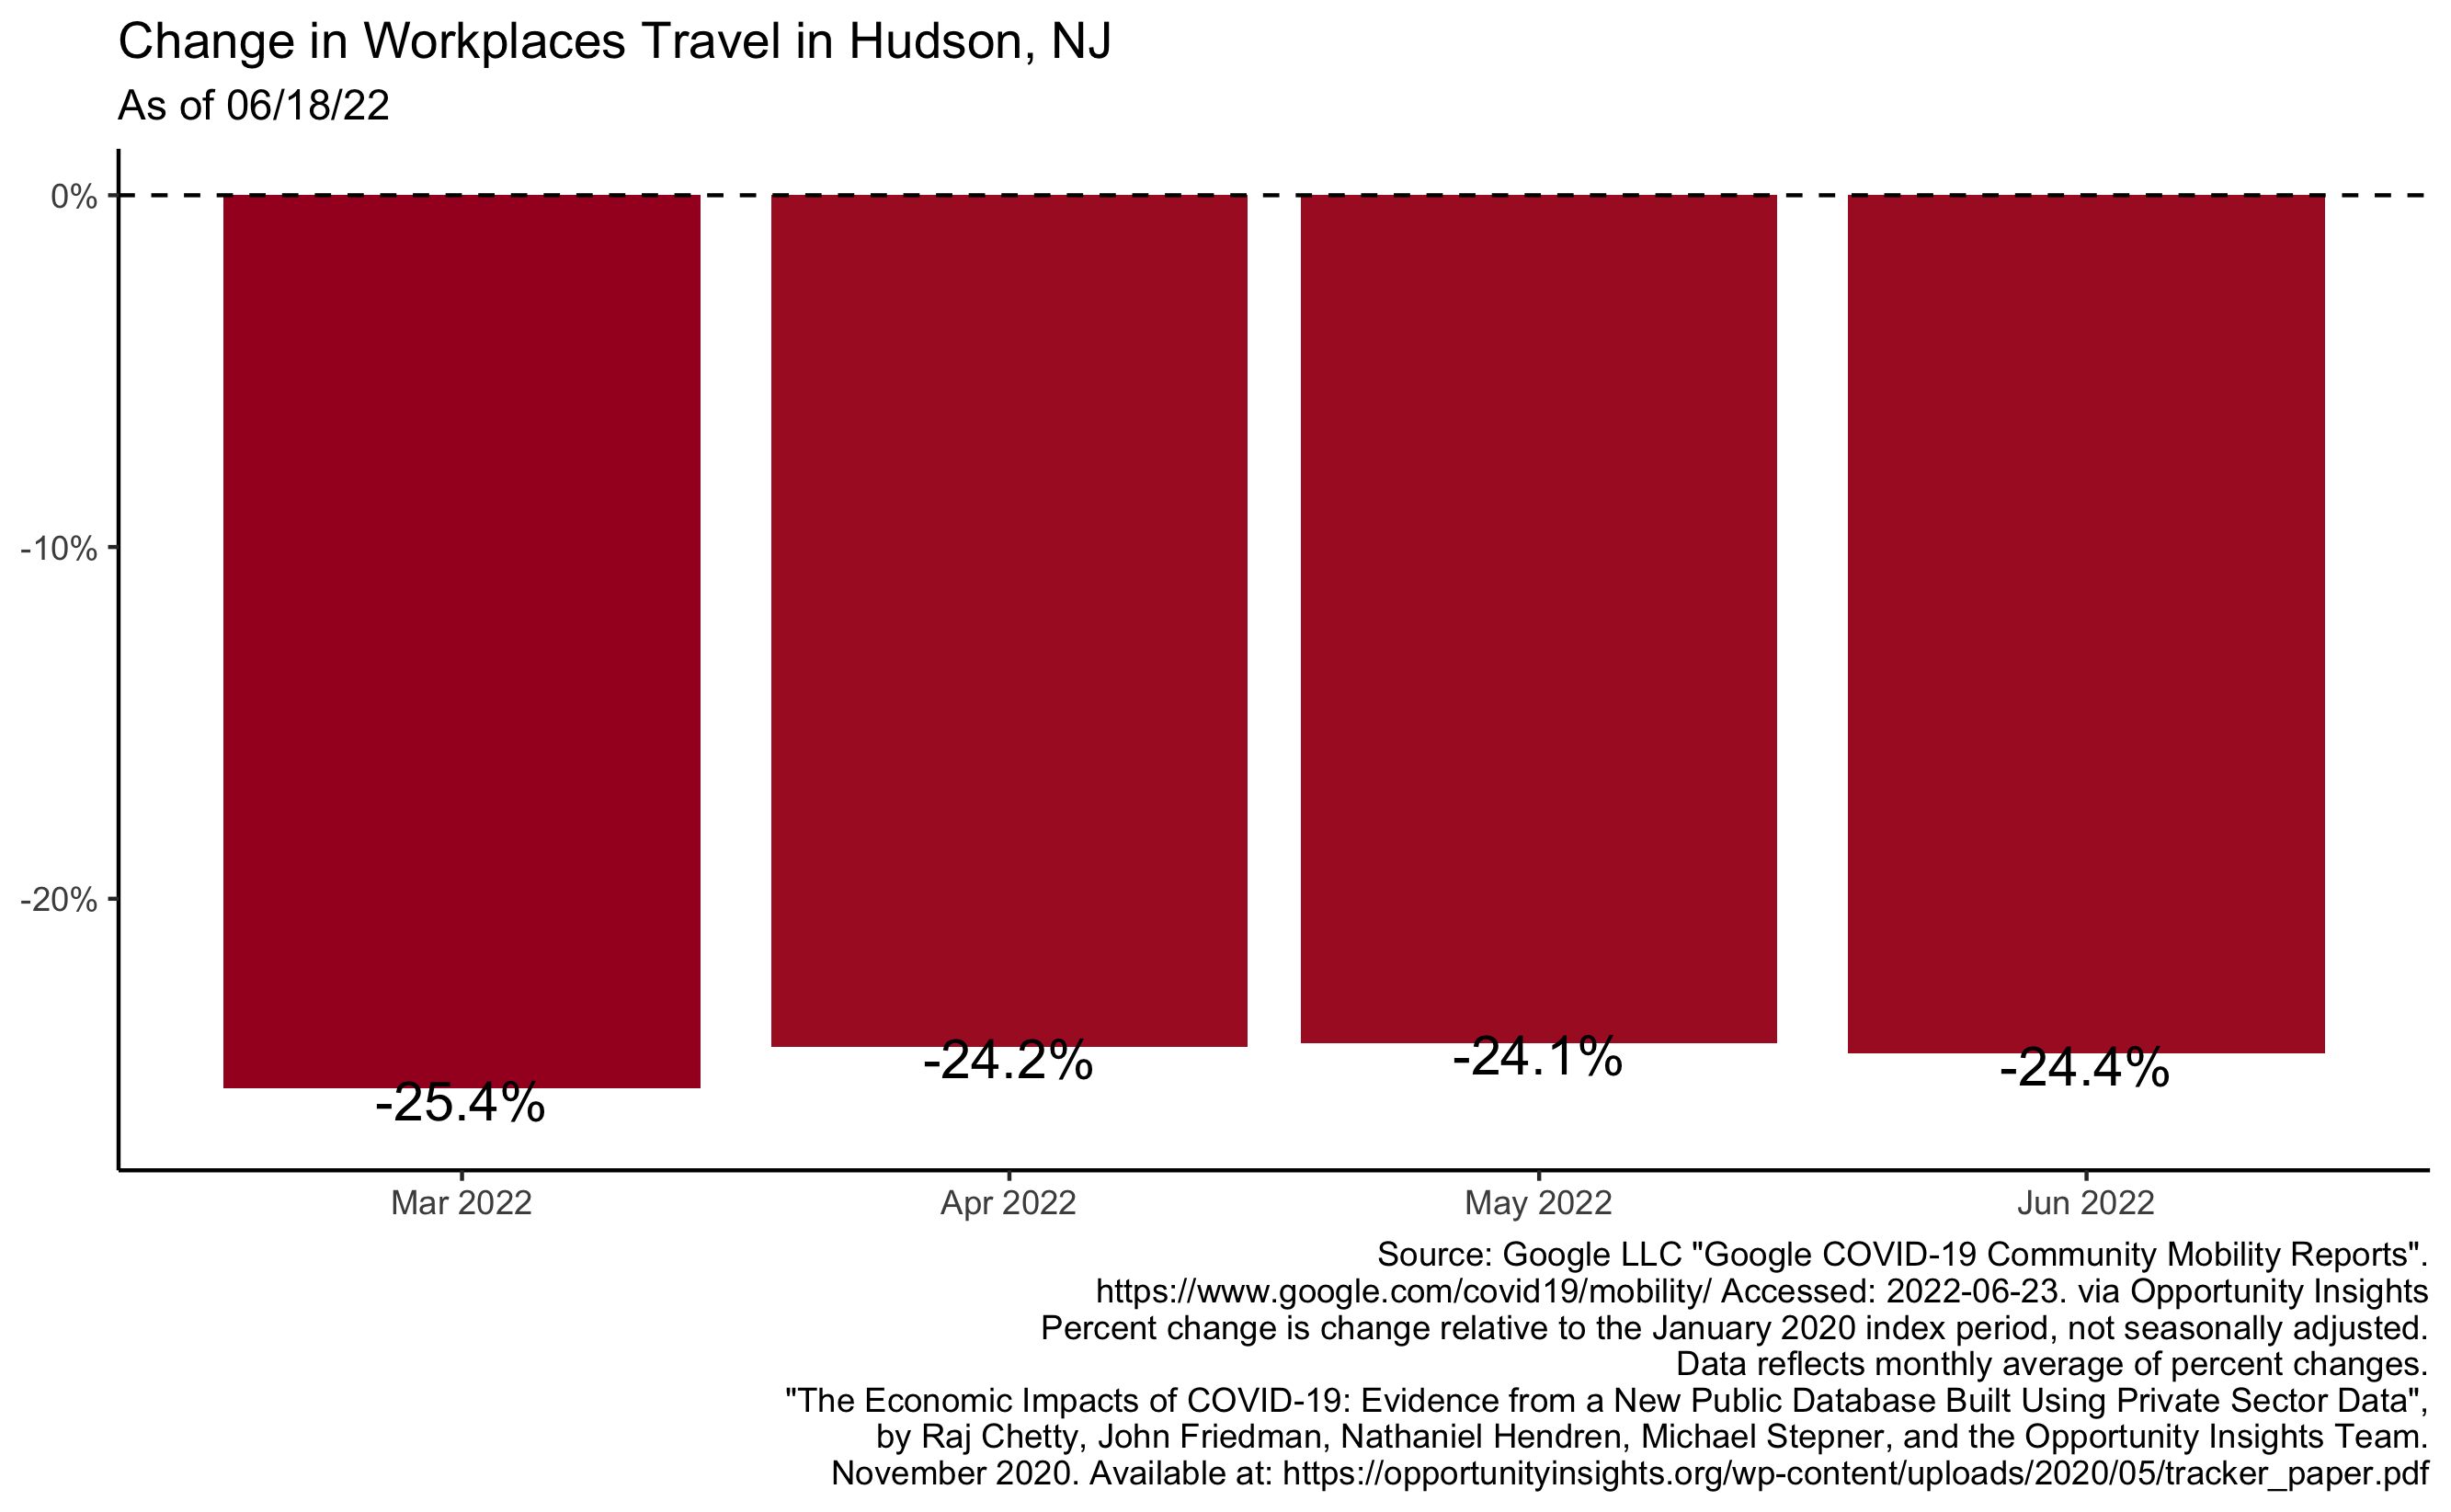 Change in Workplaces Travel in Hudson, NJ
As of 06/18/22
0%
-10%
-20%
-25.4%
-24.2%
-24.1%
-24.4%
Mar 2022
Apr 2022
May 2022
Jun 2022
Source: Google LLC "Google COVID-19 Community Mobility Reports".
https://www.google.com/covid19/mobility/ Accessed: 2022-06-23. via Opportunity Insights
Percent change is change relative to the January 2020 index period, not seasonally adjusted.
Data reflects monthly average of percent changes.
"The Economic Impacts of COVID-19: Evidence from a New Public Database Built Using Private Sector Data",
by Raj Chetty, John Friedman, Nathaniel Hendren, Michael Stepner, and the Opportunity Insights Team.
November 2020. Available at: https://opportunityinsights.org/wp-content/uploads/2020/05/tracker_paper.pdf